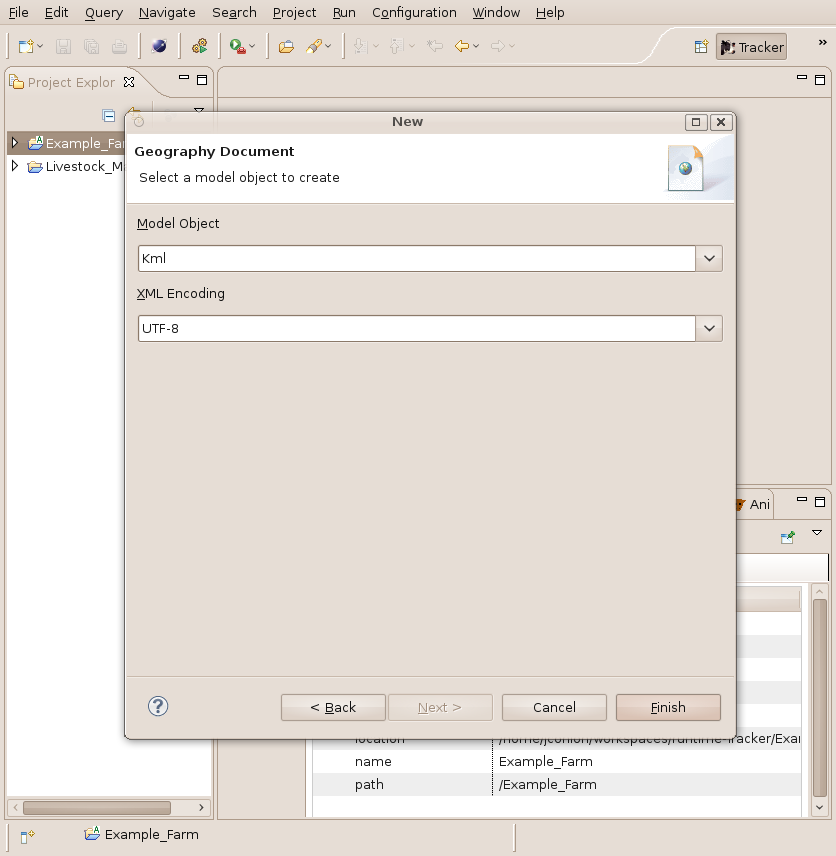 File Edit Query Navigate Search Project Run Configuration Window Help
Tracker »
Project Explor
New
Example_Fa
Livestock_M
Geography Document
Select a model object to create
Model Object
Kml
XML Encoding
UTF-8
Ani
< Back Next > Cancel Finish
location /home/jconlon/workspaces/runtime-Tracker/Exa
name Example_Farm
path /Example_Farm
Example_Farm